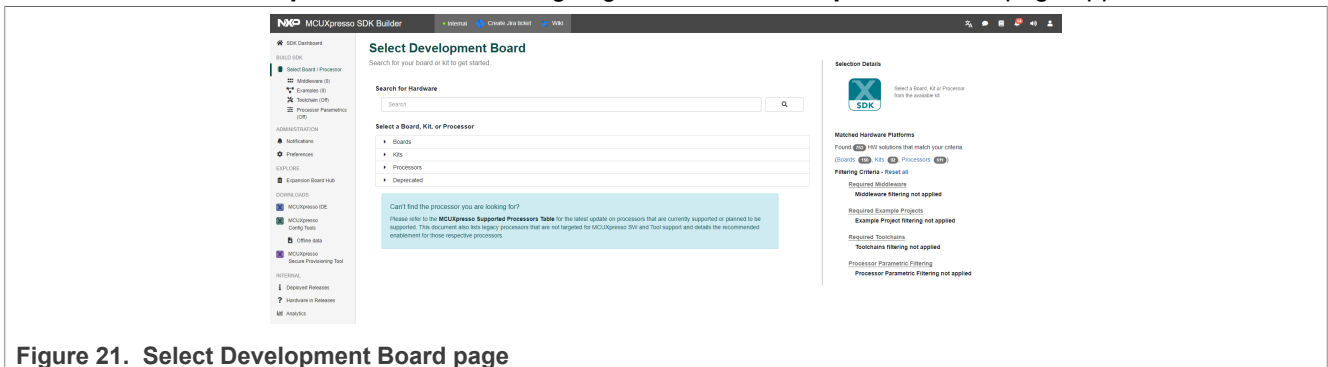 NXP MCUXpresso SDK Builder
Internal
Create Jira ticket
Wiki
SDK Dashboard
BUILD SDK
Select Board / Processor
Middleware (0)
Examples (0)
Toolchain (Off)
Processor Parametrics
(Off)
ADMINISTRATION
Notifications
Preferences
EXPLORE
Expansion Board Hub
DOWNLOADS
MCUXpresso IDE
MCUXpresso
Config Tools
Offline data
MCUXpresso
Secure Provisioning Tool
INTERNAL
Deployed Releases
Hardware in Releases
Analytics
Select Development Board
Search for your board or kit to get started.
Search for Hardware
Search
Select a Board, Kit, or Processor
Boards
Kits
Processors
Deprecated
Can't find the processor you are looking for?
Please refer to the MCUXpresso Supported Processors Table for the latest update on processors that are currently supported or planned to be
supported. This document also lists legacy processors that are not targeted for MCUXpresso SW and Tool support and details the recommended
enablement for those respective processors.
Selection Details
SDK
Select a Board, Kit or Processor
from the available list
Matched Hardware Platforms
Found HW solutions that match your criteria
(Boards: Kits: Processors: )
Filtering Criteria - Reset all
Required Middleware
Middleware filtering not applied
Required Example Projects
Example Project filtering not applied
Required Toolchains
Toolchains filtering not applied
Processor Parametric Filtering
Processor Parametric Filtering not applied
Figure 21. Select Development Board page